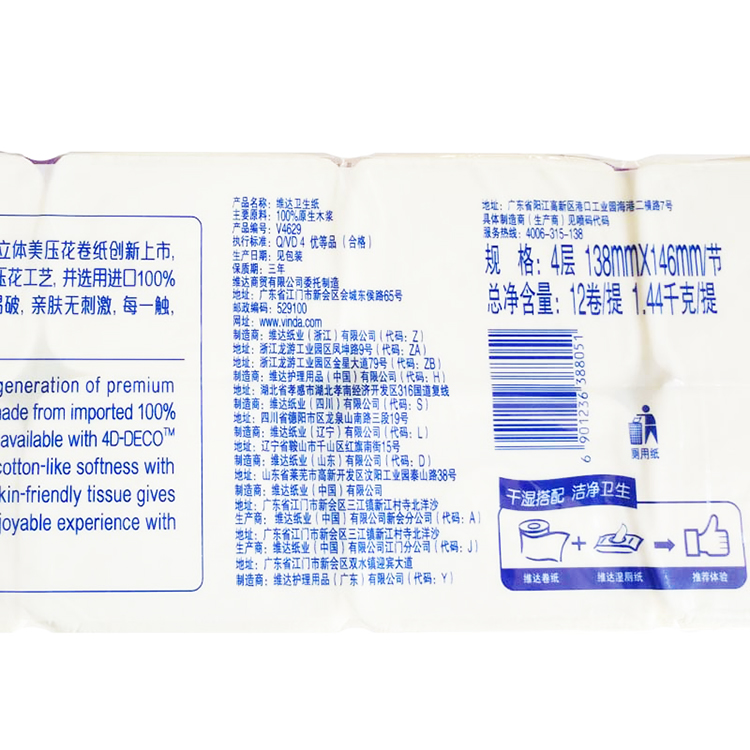 立体美压花卷纸创新上市,
压花工艺, 并选用进口100%
易破, 亲肤无刺激, 每一触,
generation of premium
made from imported 100%
available with 4D-DECO™
cotton-like softness with
kin-friendly tissue gives
joyable experience with
产品名称: 维达卫生纸
主要原料: 100%原生木浆
产品编号: V4629
执行标准: Q/VD 4 优等品 (合格)
生产日期: 见包装
保质期: 三年
维达商贸有限公司委托制造
地址: 广东省江门市新会区会城东侯路65号
邮政编码: 529100
网址: www.vinda.com
制造商: 维达纸业 (浙江) 有限公司 (代码: Z)
地址: 浙江龙游工业园区凤坤路9号 (代码: ZA)
地址: 浙江龙游工业园区金星大道79号 (代码: ZB)
制造商: 维达护理用品 (中国) 有限公司 (代码: H)
地址: 湖北省孝感市湖北孝南经济开发区316国道复线
制造商: 维达纸业 (四川) 有限公司 (代码: S)
地址: 四川省德阳市区龙泉山南路三段19号
制造商: 维达纸业 (辽宁) 有限公司 (代码: L)
地址: 辽宁省鞍山市千山区红旗南街15号
制造商: 维达纸业 (山东) 有限公司 (代码: D)
地址: 山东省莱芜市高新开发区汶阳工业园泰山路38号
制造商: 维达纸业 (中国) 有限公司
地址: 广东省江门市新会区三江镇新江村寺北洋沙
生产商: 维达纸业 (中国) 有限公司新会分公司 (代码: A)
地址: 广东省江门市新会区三江镇新江村寺北洋沙
生产商: 维达纸业 (中国) 有限公司江门分公司 (代码: J)
地址: 广东省江门市新会区双水镇迎宾大道
制造商: 维达护理用品 (广东) 有限公司 (代码: Y)
地址: 广东省阳江高新区港口工业园海港二横路7号
具体制造商 (生产商) 见喷码代码
服务热线: 4006-315-138
规 格: 4层 138mmX146mm/节
总净含量: 12卷/提 1.44千克/提
6 901236 388051
厕用纸
干湿搭配 洁净卫生
维达卷纸
维达湿厕纸
推荐体验